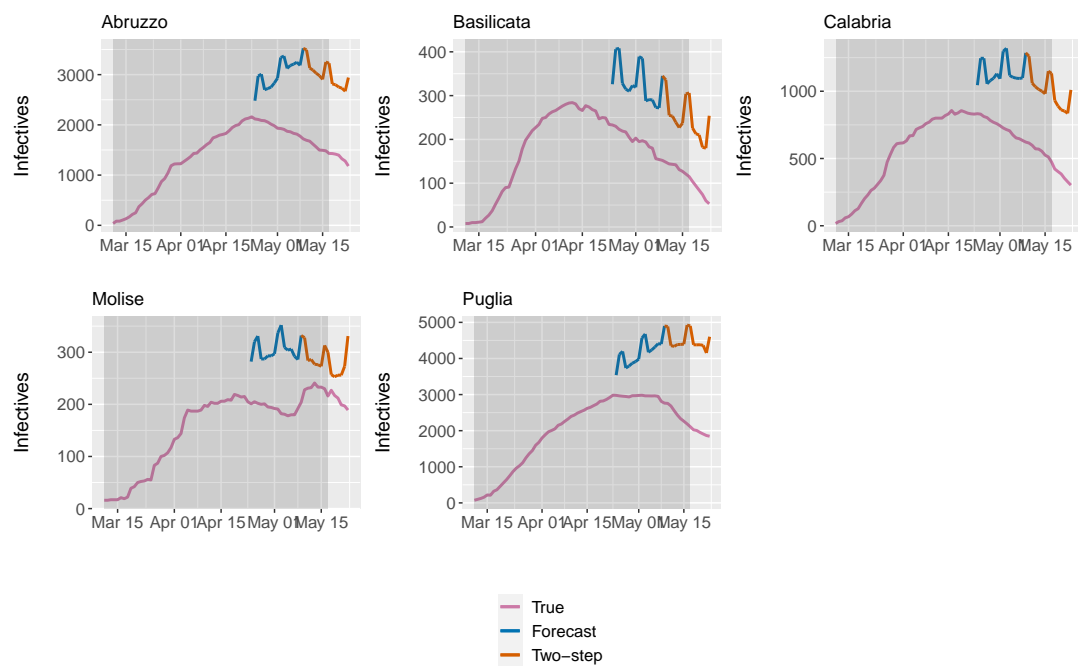 Abruzzo
Infectives
3000
2000
1000
0
Mar 15 Apr 01 Apr 15 May 01 May 15
Basilicata
Infectives
400
300
200
100
0
Mar 15 Apr 01 Apr 15 May 01 May 15
Calabria
Infectives
1000
500
0
Mar 15 Apr 01 Apr 15 May 01 May 15
Molise
Infectives
300
200
100
0
Mar 15 Apr 01 Apr 15 May 01 May 15
Puglia
Infectives
5000
4000
3000
2000
1000
0
Mar 15 Apr 01 Apr 15 May 01 May 15
True
Forecast
Two−step